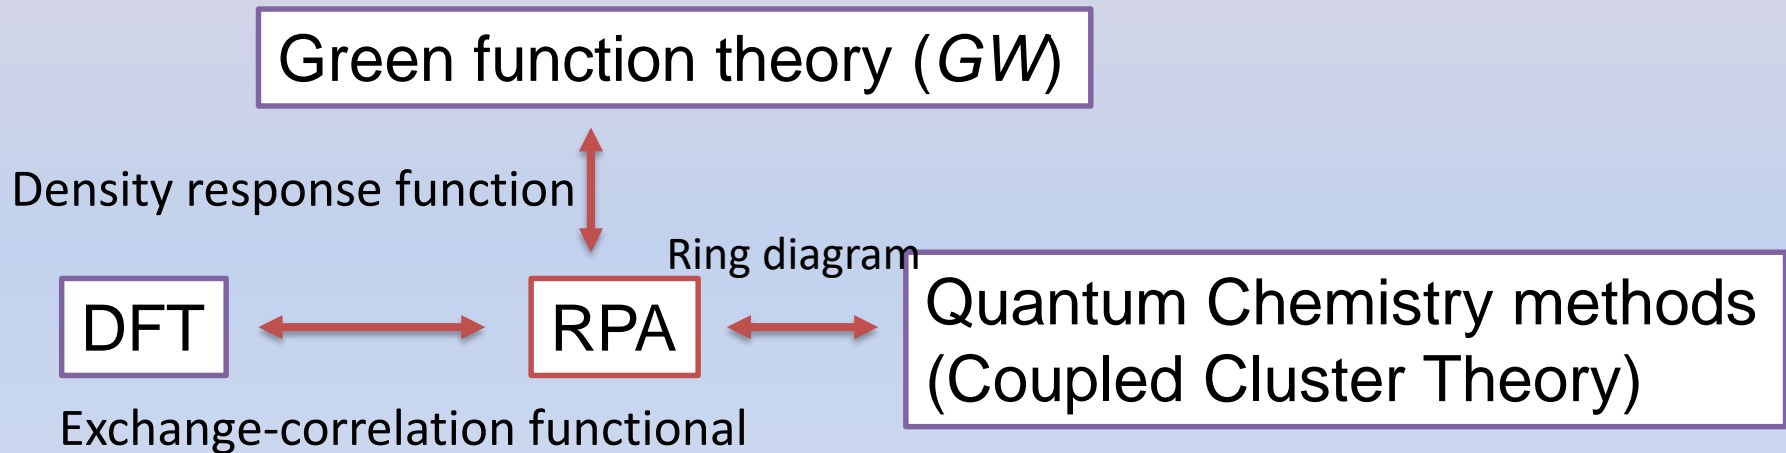 Green function theory (GW)
Density response function
Ring diagram
DFT
RPA
Quantum Chemistry methods
(Coupled Cluster Theory)
Exchange-correlation functional